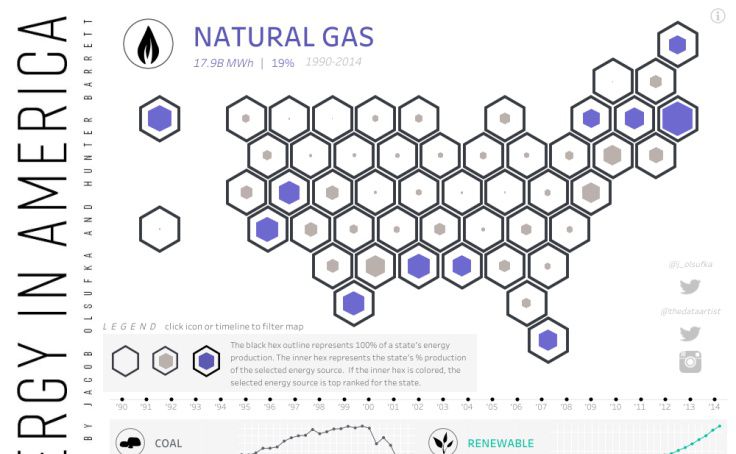 ERGY IN AMERICA
BY JACOB OLSUFKA AND HUNTER BARRETT
NATURAL GAS
17.9B MWh | 19% 1990-2014
@j_olsufka
@thedataartist
LEGEND click icon or timeline to filter map
The black hex outline represents 100% of a state's energy
production. The inner hex represents the state's % production
of the selected energy source. If the inner hex is colored, the
selected energy source is top ranked for the state.
'90 '91 '92 '93 '94 '95 '96 '97 '98 '99 '00 '01 '02 '03 '04 '05 '06 '07 '08 '09 '10 '11 '12 '13 '14
COAL
RENEWABLE